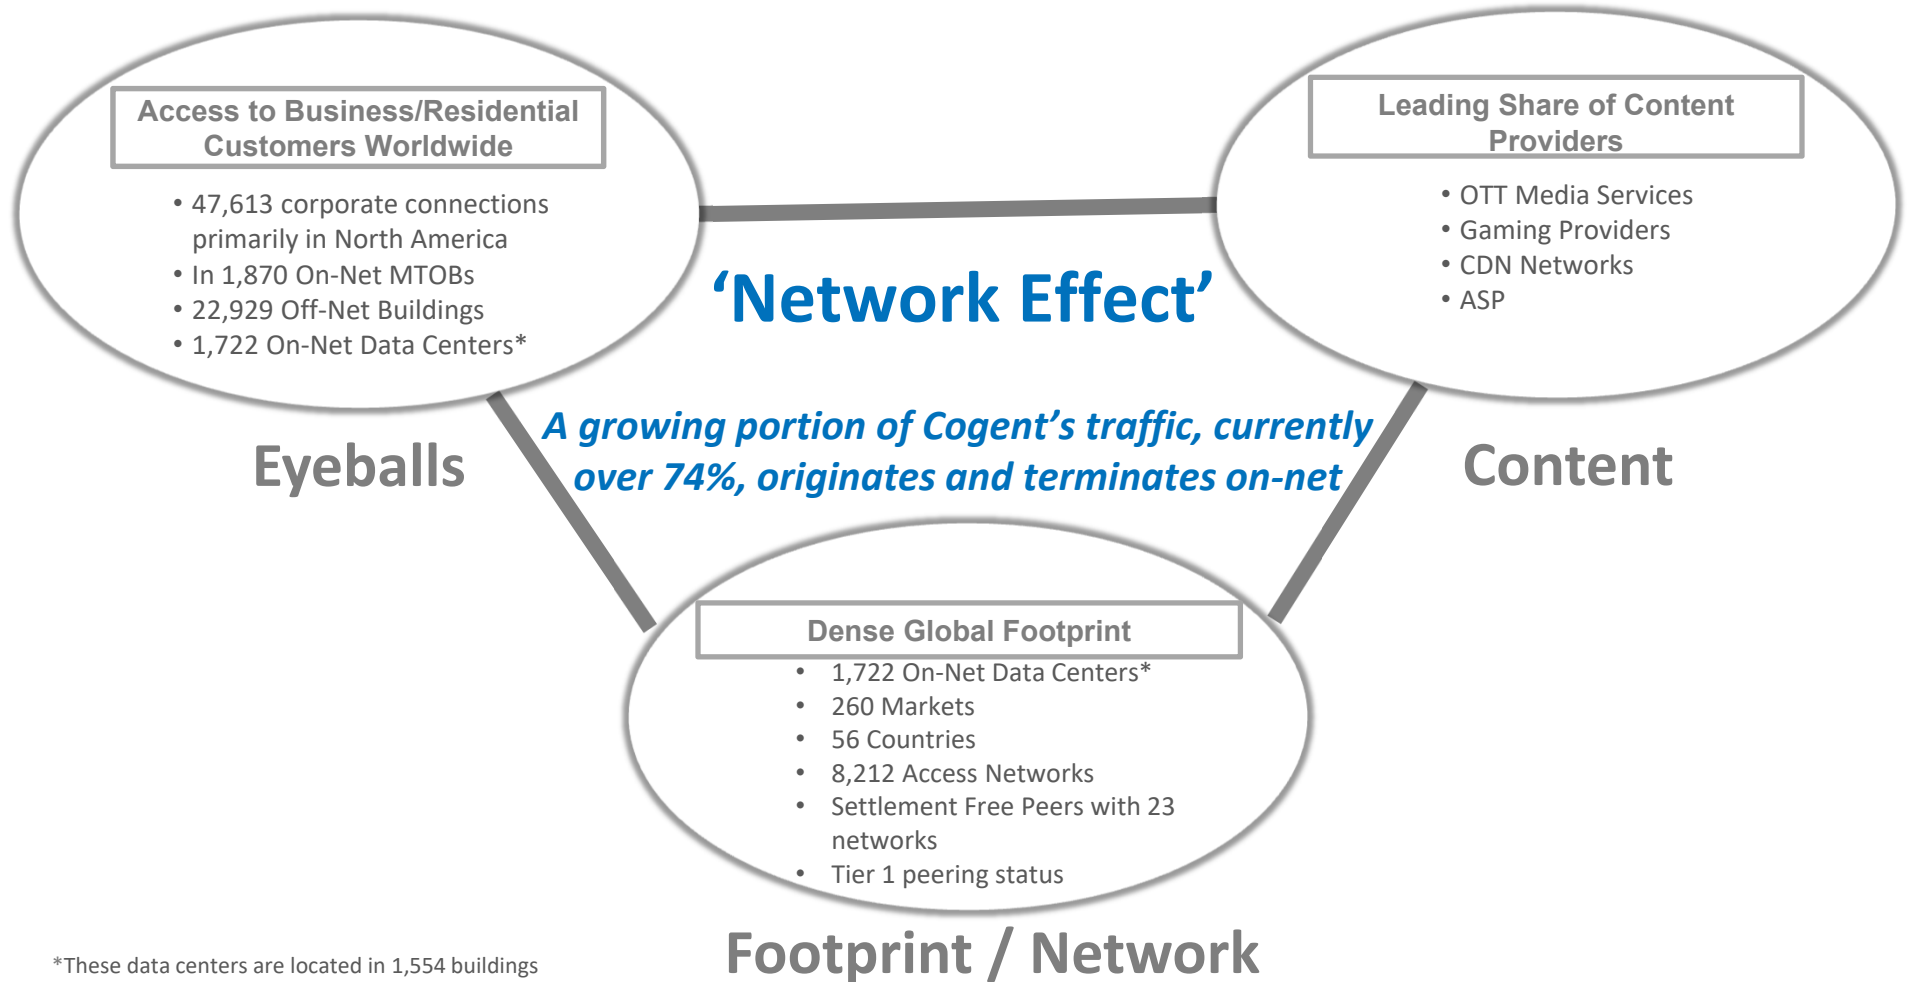 Access to Business/Residential
Customers Worldwide
• 47,613 corporate connections
primarily in North America
• In 1,870 On-Net MTOBs
• 22,929 Off-Net Buildings
• 1,722 On-Net Data Centers*
Eyeballs
Leading Share of Content
Providers
• OTT Media Services
• Gaming Providers
• CDN Networks
• ASP
Content
‘Network Effect’
A growing portion of Cogent’s traffic, currently
over 74%, originates and terminates on-net
Dense Global Footprint
• 1,722 On-Net Data Centers*
• 260 Markets
• 56 Countries
• 8,212 Access Networks
• Settlement Free Peers with 23
networks
• Tier 1 peering status
Footprint / Network
*These data centers are located in 1,554 buildings